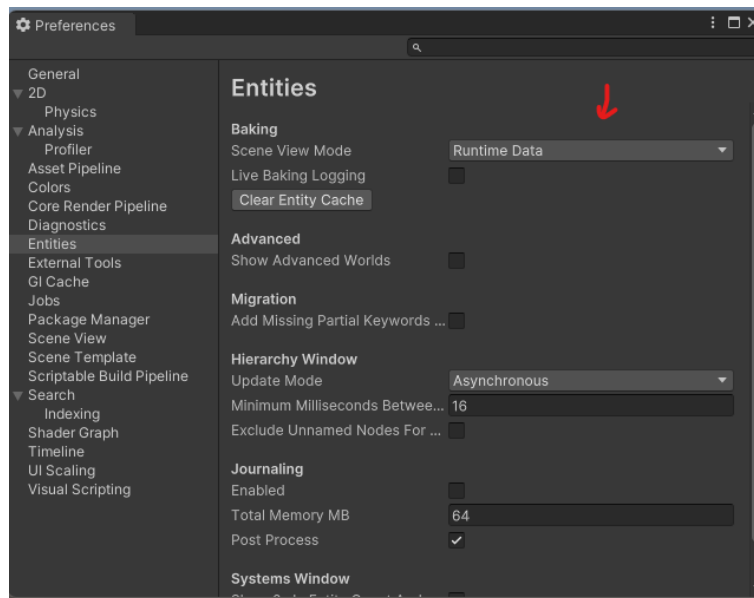 Preferences
General
2D
Physics
Analysis
Profiler
Asset Pipeline
Colors
Core Render Pipeline
Diagnostics
Entities
External Tools
GI Cache
Jobs
Package Manager
Scene View
Scene Template
Scriptable Build Pipeline
Search
Indexing
Shader Graph
Timeline
UI Scaling
Visual Scripting
Entities
Baking
Scene View Mode Runtime Data
Live Baking Logging
Clear Entity Cache
Advanced
Show Advanced Worlds
Migration
Add Missing Partial Keywords ...
Hierarchy Window
Update Mode Asynchronous
Minimum Milliseconds Betwee... 16
Exclude Unnamed Nodes For ...
Journaling
Enabled
Total Memory MB 64
Post Process
Systems Window